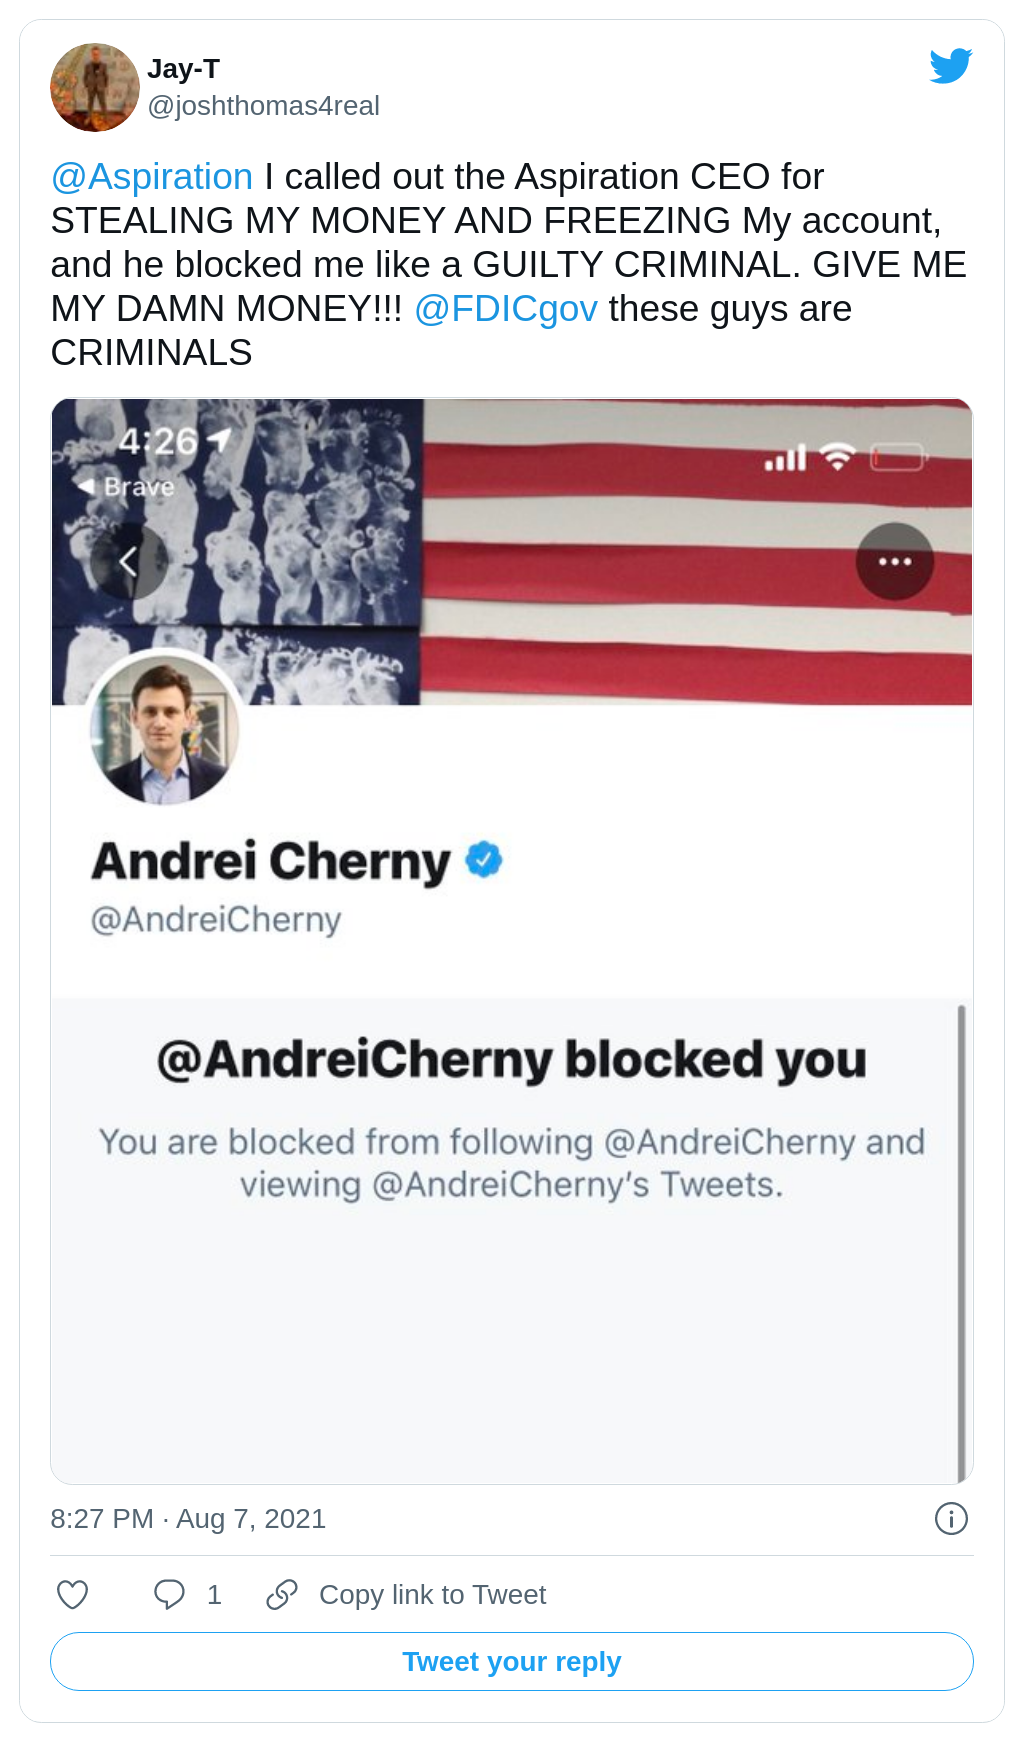 Jay-T
@joshthomas4real
@Aspiration I called out the Aspiration CEO for
STEALING MY MONEY AND FREEZING My account,
and he blocked me like a GUILTY CRIMINAL. GIVE ME
MY DAMN MONEY!!! @FDICgov these guys are
CRIMINALS
4:26
◀ Brave
Andrei Cherny
@AndreiCherny
@AndreiCherny blocked you
You are blocked from following @AndreiCherny and
viewing @AndreiCherny’s Tweets.
8:27 PM · Aug 7, 2021
1 Copy link to Tweet
Tweet your reply